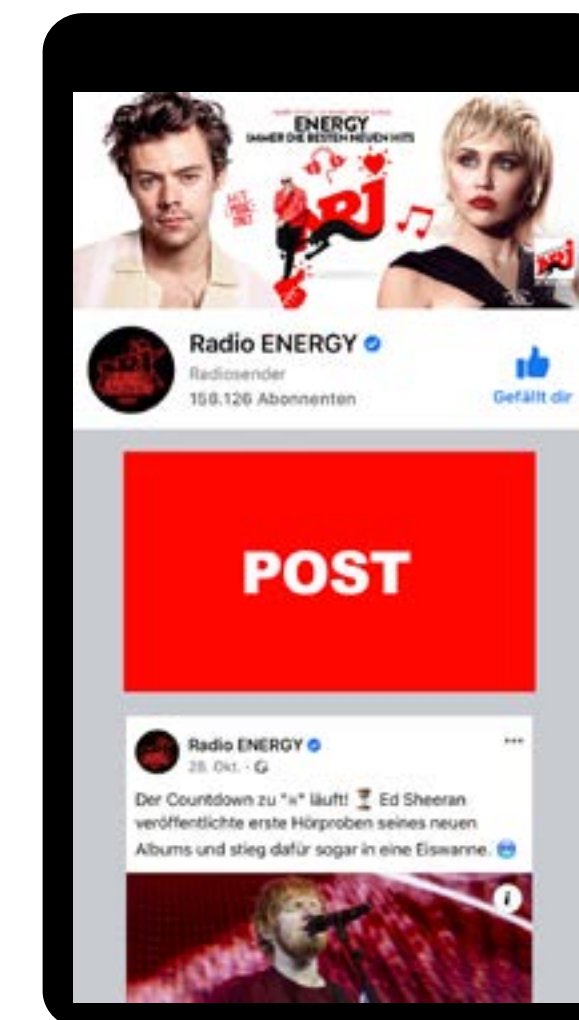 ENERGY
IMMER DIE BESTEN NEUEN HITS
NRJ
NRJ
Radio ENERGY
Radiosender
158.126 Abonnenten
Gefällt dir
POST
Radio ENERGY
28. Okt. ·
Der Countdown zu "=" läuft! ⏳ Ed Sheeran
veröffentlichte erste Hörproben seines neuen
Albums und stieg dafür sogar in eine Eiswanne. 🥶
i